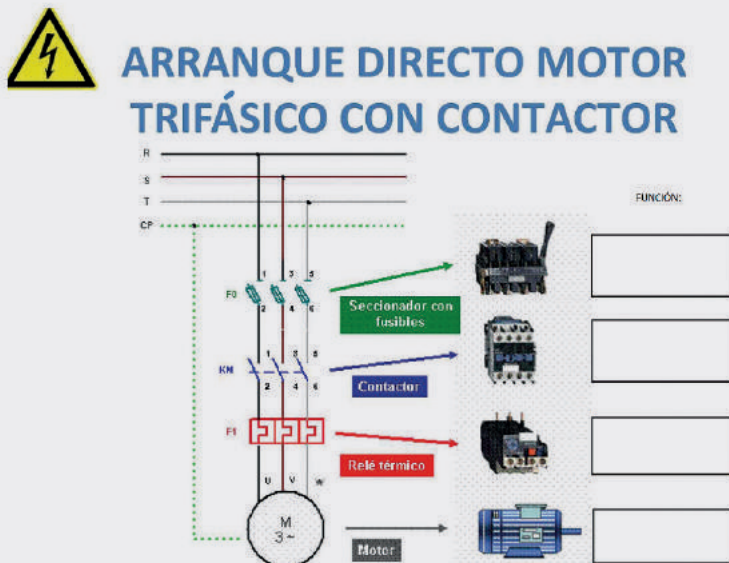 ARRANQUE DIRECTO MOTOR
TRIFÁSICO CON CONTACTOR
R
S
T
CP
FUNCIÓN:
1 3 5
F0
2 4 6
Seccionador con
fusibles
1 3 5
KM
2 4 6
Contactor
F1
Relé térmico
U V W
M
3 ~
Motor